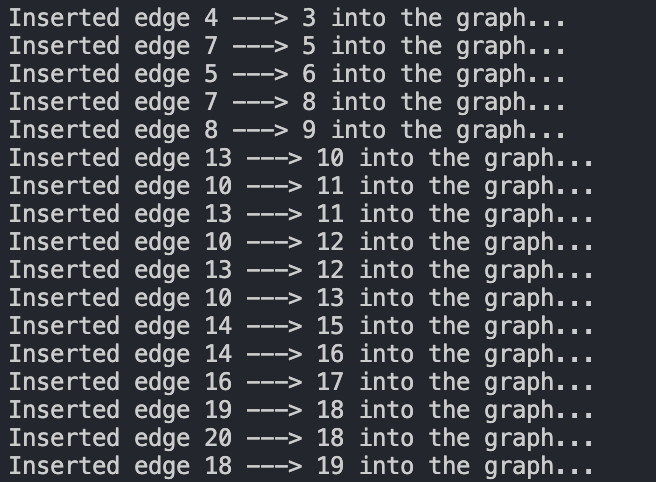 Inserted edge 4 ---> 3 into the graph...
Inserted edge 7 ---> 5 into the graph...
Inserted edge 5 ---> 6 into the graph...
Inserted edge 7 ---> 8 into the graph...
Inserted edge 8 ---> 9 into the graph...
Inserted edge 13 ---> 10 into the graph...
Inserted edge 10 ---> 11 into the graph...
Inserted edge 13 ---> 11 into the graph...
Inserted edge 10 ---> 12 into the graph...
Inserted edge 13 ---> 12 into the graph...
Inserted edge 10 ---> 13 into the graph...
Inserted edge 14 ---> 15 into the graph...
Inserted edge 14 ---> 16 into the graph...
Inserted edge 16 ---> 17 into the graph...
Inserted edge 19 ---> 18 into the graph...
Inserted edge 20 ---> 18 into the graph...
Inserted edge 18 ---> 19 into the graph...